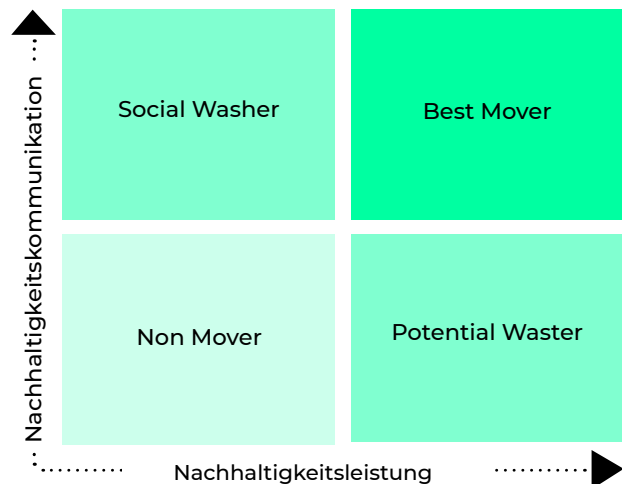 Nachhaltigkeitskommunikation
Social Washer
Best Mover
Non Mover
Potential Waster
Nachhaltigkeitsleistung